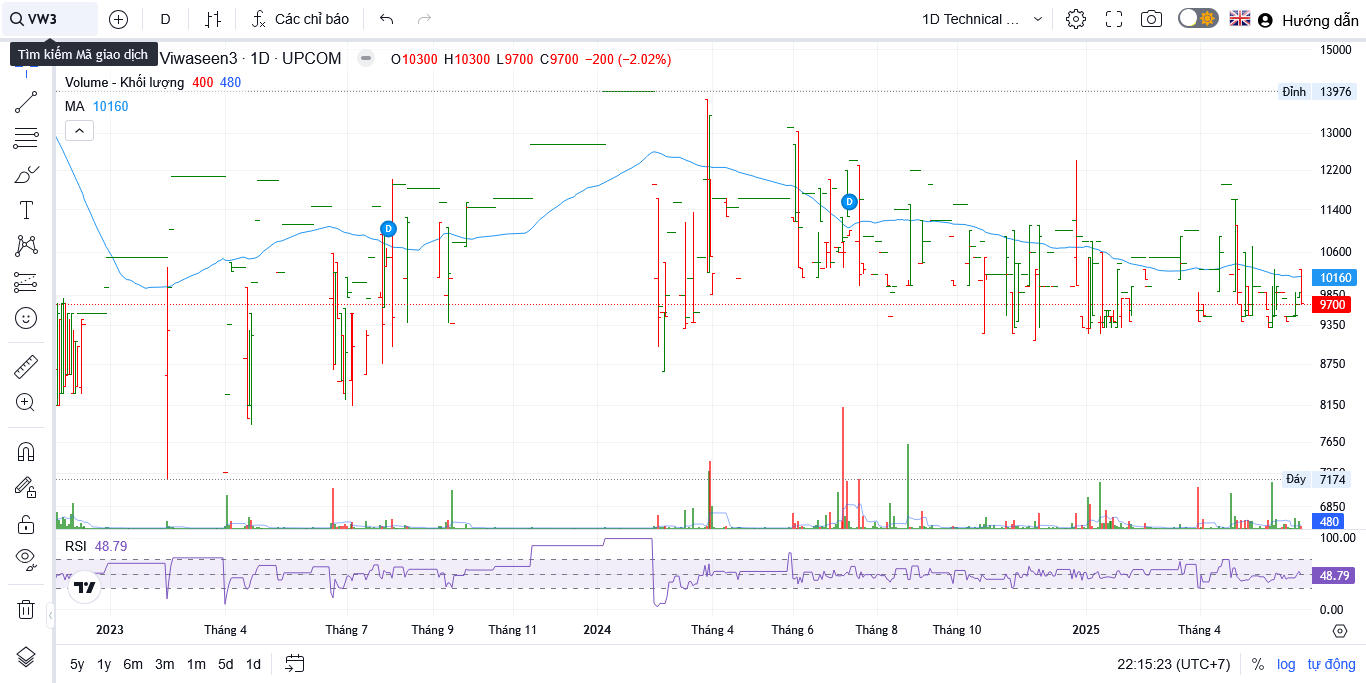 VW3 D Các chỉ báo 1D Technical ... Hướng dẫn
Tìm kiếm Mã giao dịch
Viwaseen3 · 1D · UPCOM O10300 H10300 L9700 C9700 −200 (−2.02%)
Volume - Khối lượng 400 480
MA 10160
15000
Đỉnh 13976
13000
12200
11400
10600
10160
9850
9700
9350
8750
8150
7650
Đáy 7174
6850
480
D
D
RSI 48.79
100.00
48.79
0.00
2023 Tháng 4 Tháng 7 Tháng 9 Tháng 11 2024 Tháng 4 Tháng 6 Tháng 8 Tháng 10 2025 Tháng 4
5y 1y 6m 3m 1m 5d 1d 22:15:23 (UTC+7) % log tự động